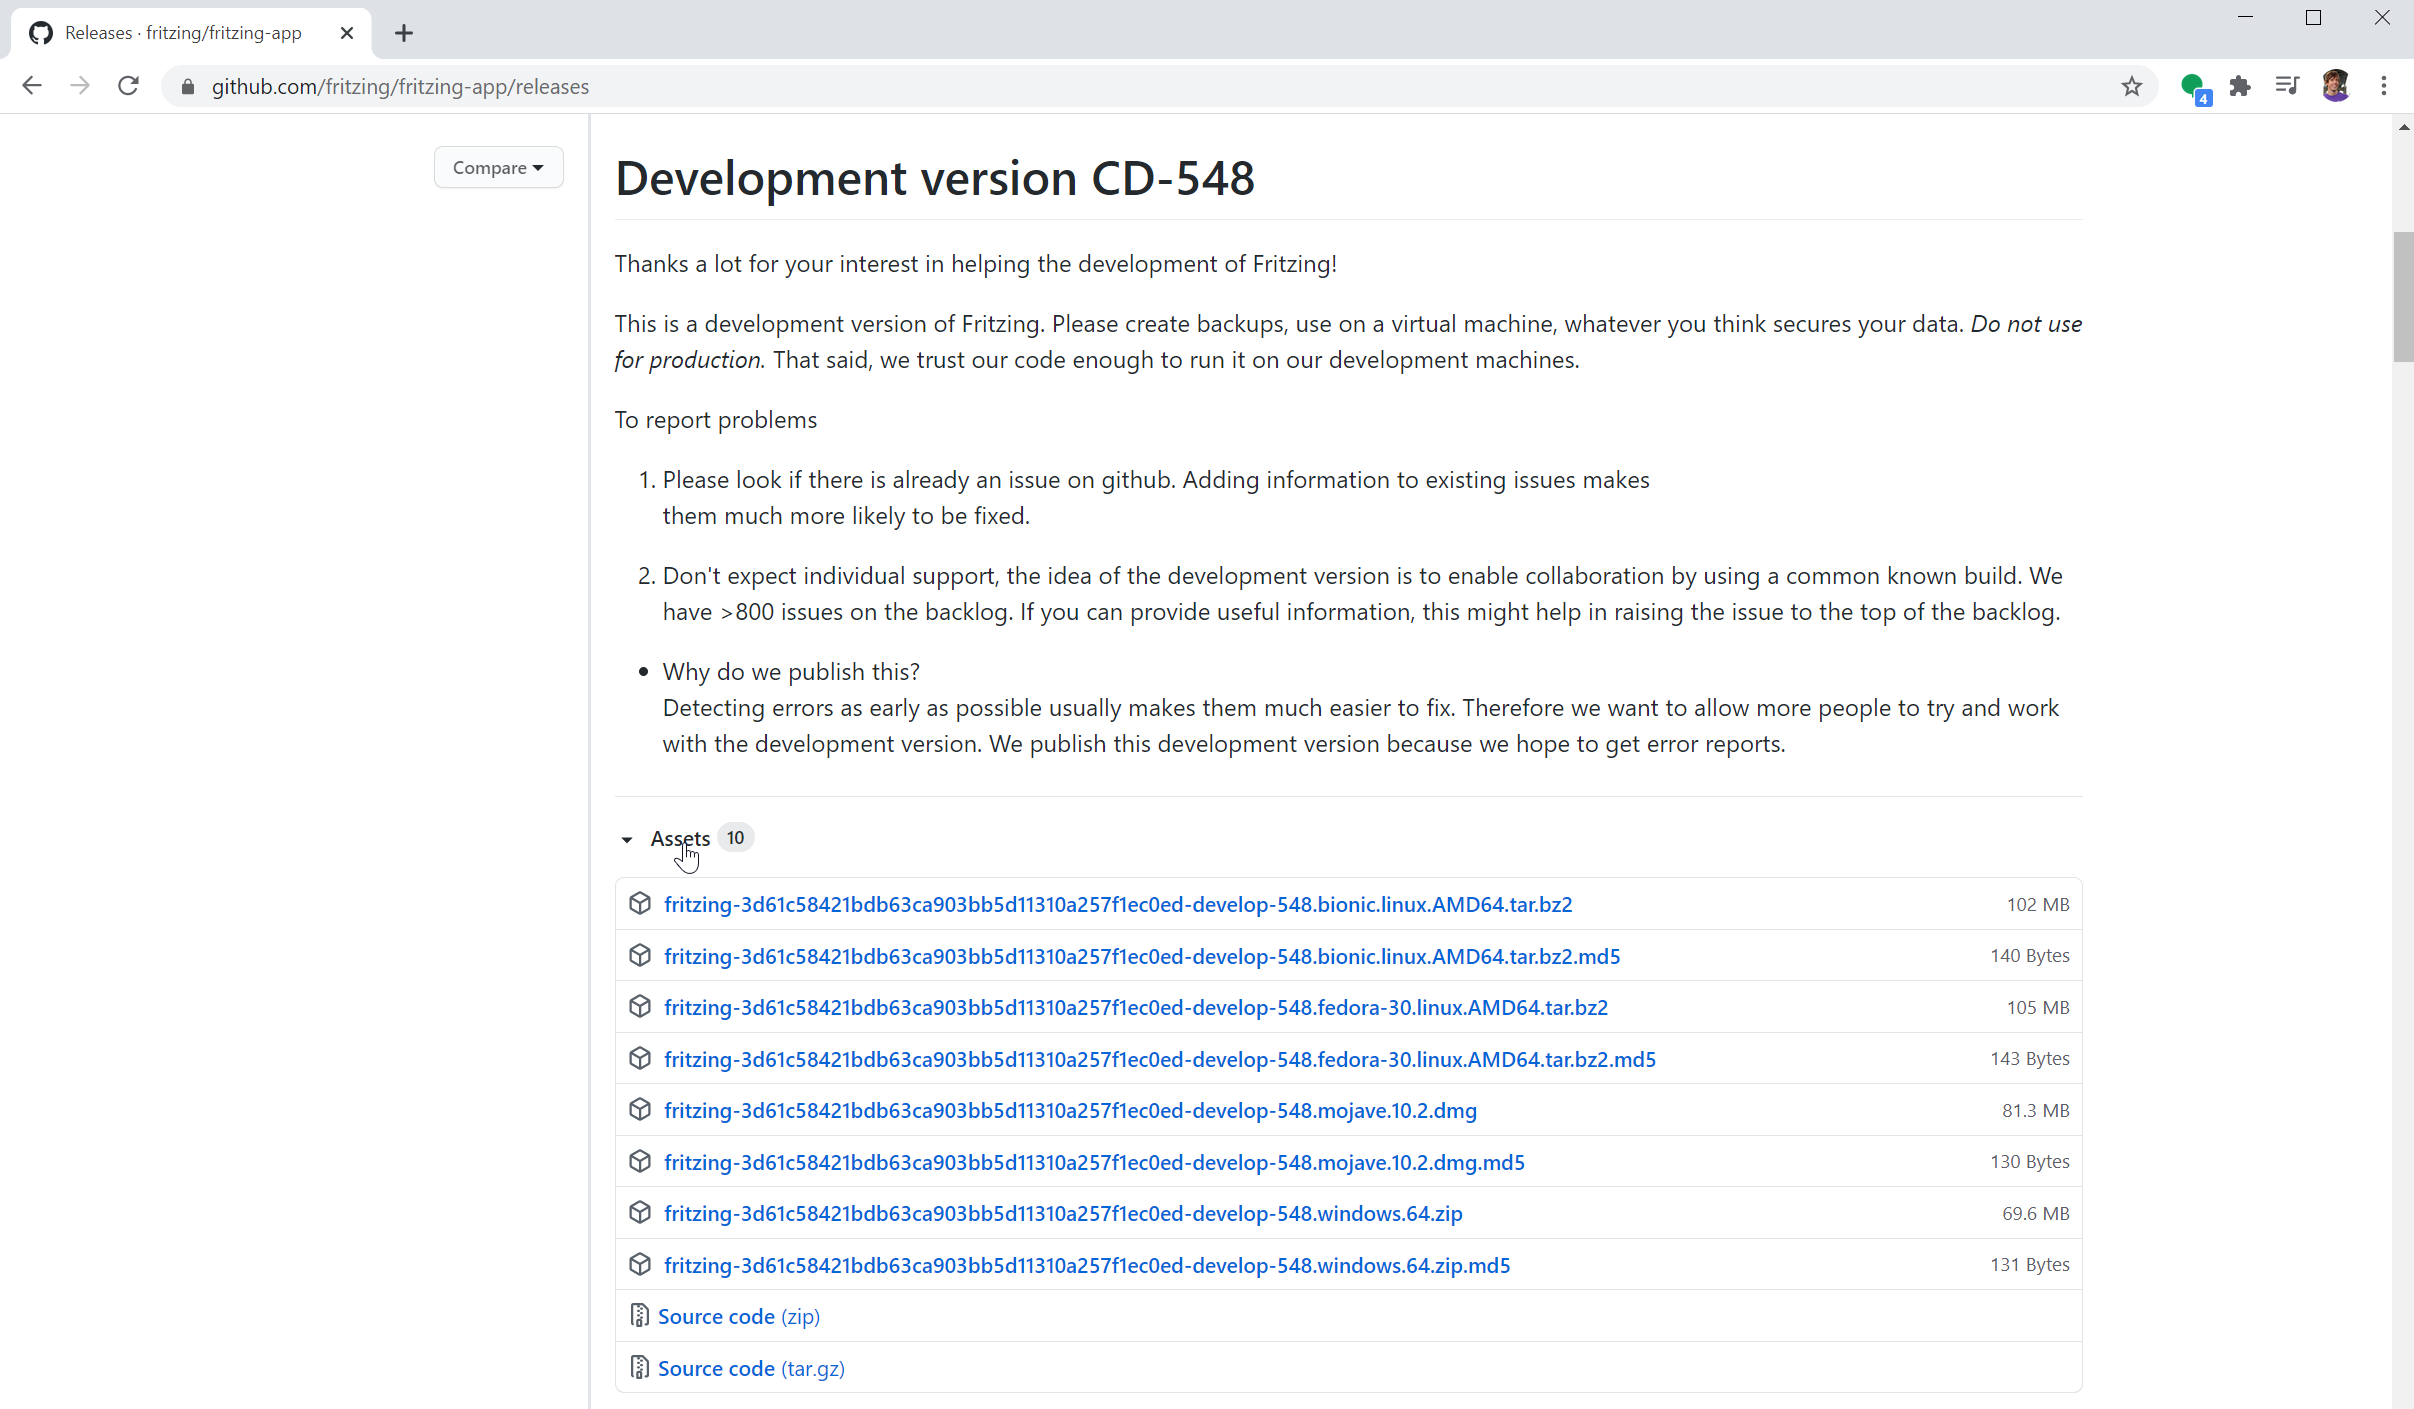 Releases · fritzing/fritzing-app
github.com/fritzing/fritzing-app/releases
4
Compare
Development version CD-548
Thanks a lot for your interest in helping the development of Fritzing!
This is a development version of Fritzing. Please create backups, use on a virtual machine, whatever you think secures your data. Do not use
for production. That said, we trust our code enough to run it on our development machines.
To report problems
1. Please look if there is already an issue on github. Adding information to existing issues makes
them much more likely to be fixed.
2. Don't expect individual support, the idea of the development version is to enable collaboration by using a common known build. We
have >800 issues on the backlog. If you can provide useful information, this might help in raising the issue to the top of the backlog.
• Why do we publish this?
Detecting errors as early as possible usually makes them much easier to fix. Therefore we want to allow more people to try and work
with the development version. We publish this development version because we hope to get error reports.
Assets 10
fritzing-3d61c58421bdb63ca903bb5d11310a257f1ec0ed-develop-548.bionic.linux.AMD64.tar.bz2 102 MB
fritzing-3d61c58421bdb63ca903bb5d11310a257f1ec0ed-develop-548.bionic.linux.AMD64.tar.bz2.md5 140 Bytes
fritzing-3d61c58421bdb63ca903bb5d11310a257f1ec0ed-develop-548.fedora-30.linux.AMD64.tar.bz2 105 MB
fritzing-3d61c58421bdb63ca903bb5d11310a257f1ec0ed-develop-548.fedora-30.linux.AMD64.tar.bz2.md5 143 Bytes
fritzing-3d61c58421bdb63ca903bb5d11310a257f1ec0ed-develop-548.mojave.10.2.dmg 81.3 MB
fritzing-3d61c58421bdb63ca903bb5d11310a257f1ec0ed-develop-548.mojave.10.2.dmg.md5 130 Bytes
fritzing-3d61c58421bdb63ca903bb5d11310a257f1ec0ed-develop-548.windows.64.zip 69.6 MB
fritzing-3d61c58421bdb63ca903bb5d11310a257f1ec0ed-develop-548.windows.64.zip.md5 131 Bytes
Source code (zip)
Source code (tar.gz)